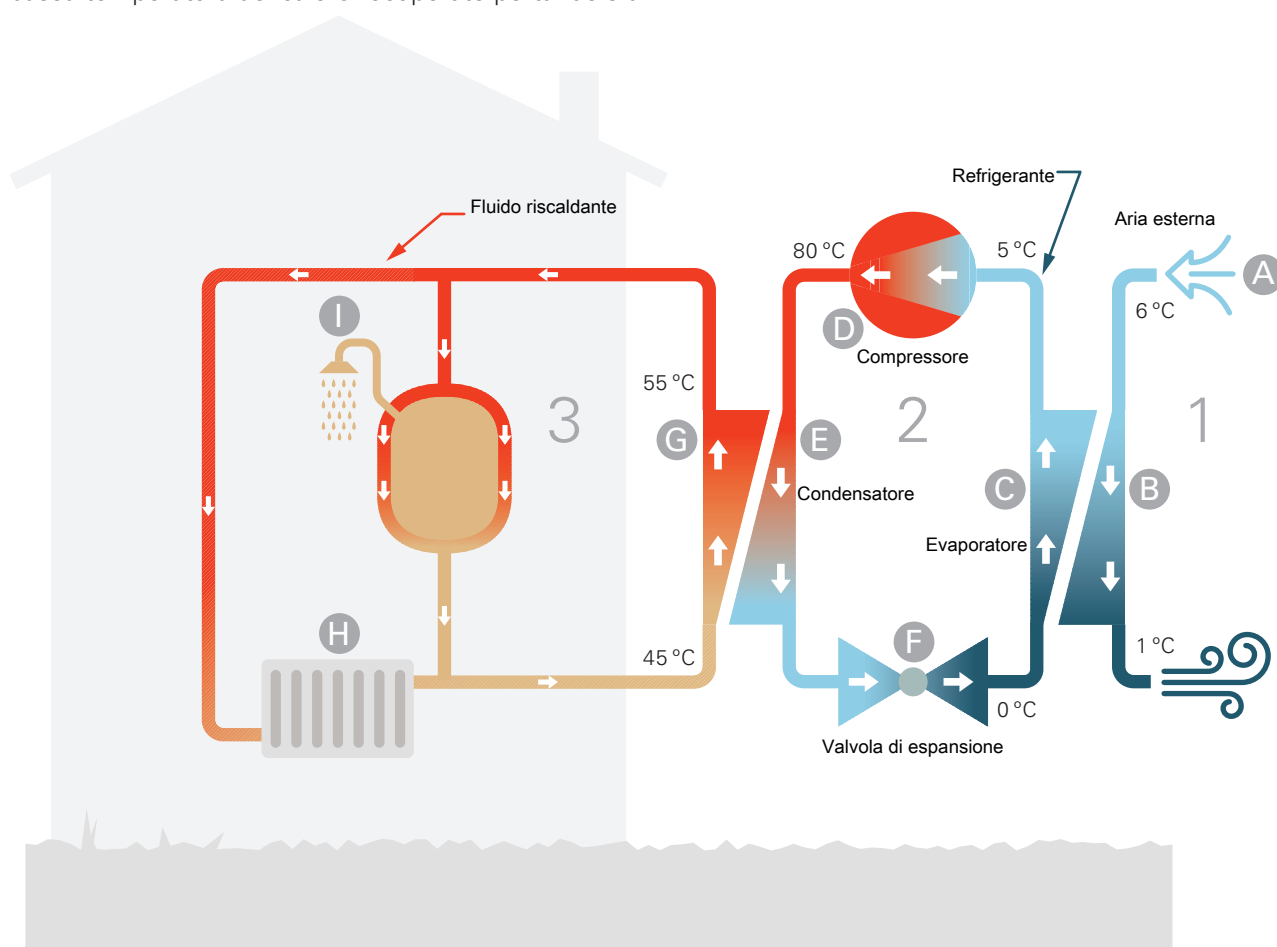 Refrigerante
Fluido riscaldante
Aria esterna
80 °C
5 °C
A
6 °C
I
D
Compressore
55 °C
3
2
1
G
E
Condensatore
C
B
Evaporatore
H
45 °C
F
1 °C
0 °C
Valvola di espansione